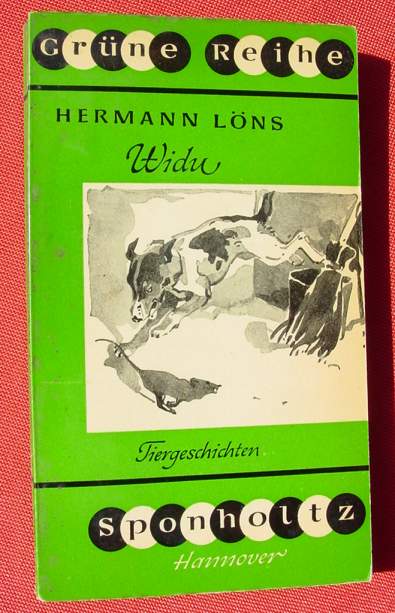 Grüne Reihe
HERMANN LÖNS
Widu
Tiergeschichten
Sponholtz
Hannover